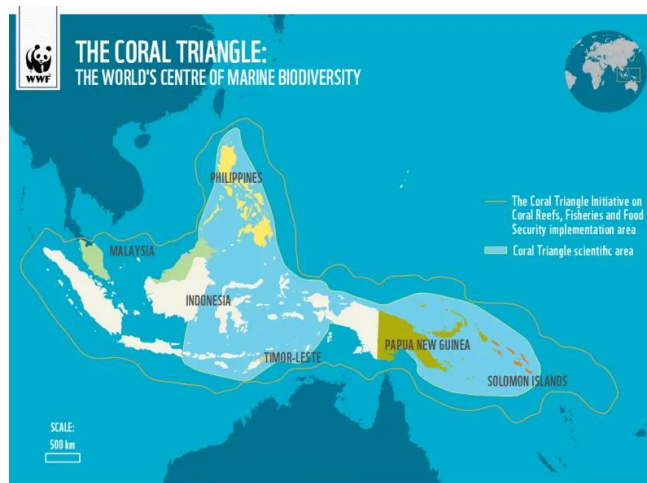 WWF
THE CORAL TRIANGLE:
THE WORLD'S CENTRE OF MARINE BIODIVERSITY
PHILIPPINES
The Coral Triangle Initiative on
Coral Reefs, Fisheries and Food
Security implementation area
Coral Triangle scientific area
MALAYSIA
INDONESIA
TIMOR-LESTE
PAPUA NEW GUINEA
SOLOMON ISLANDS
SCALE:
500 km